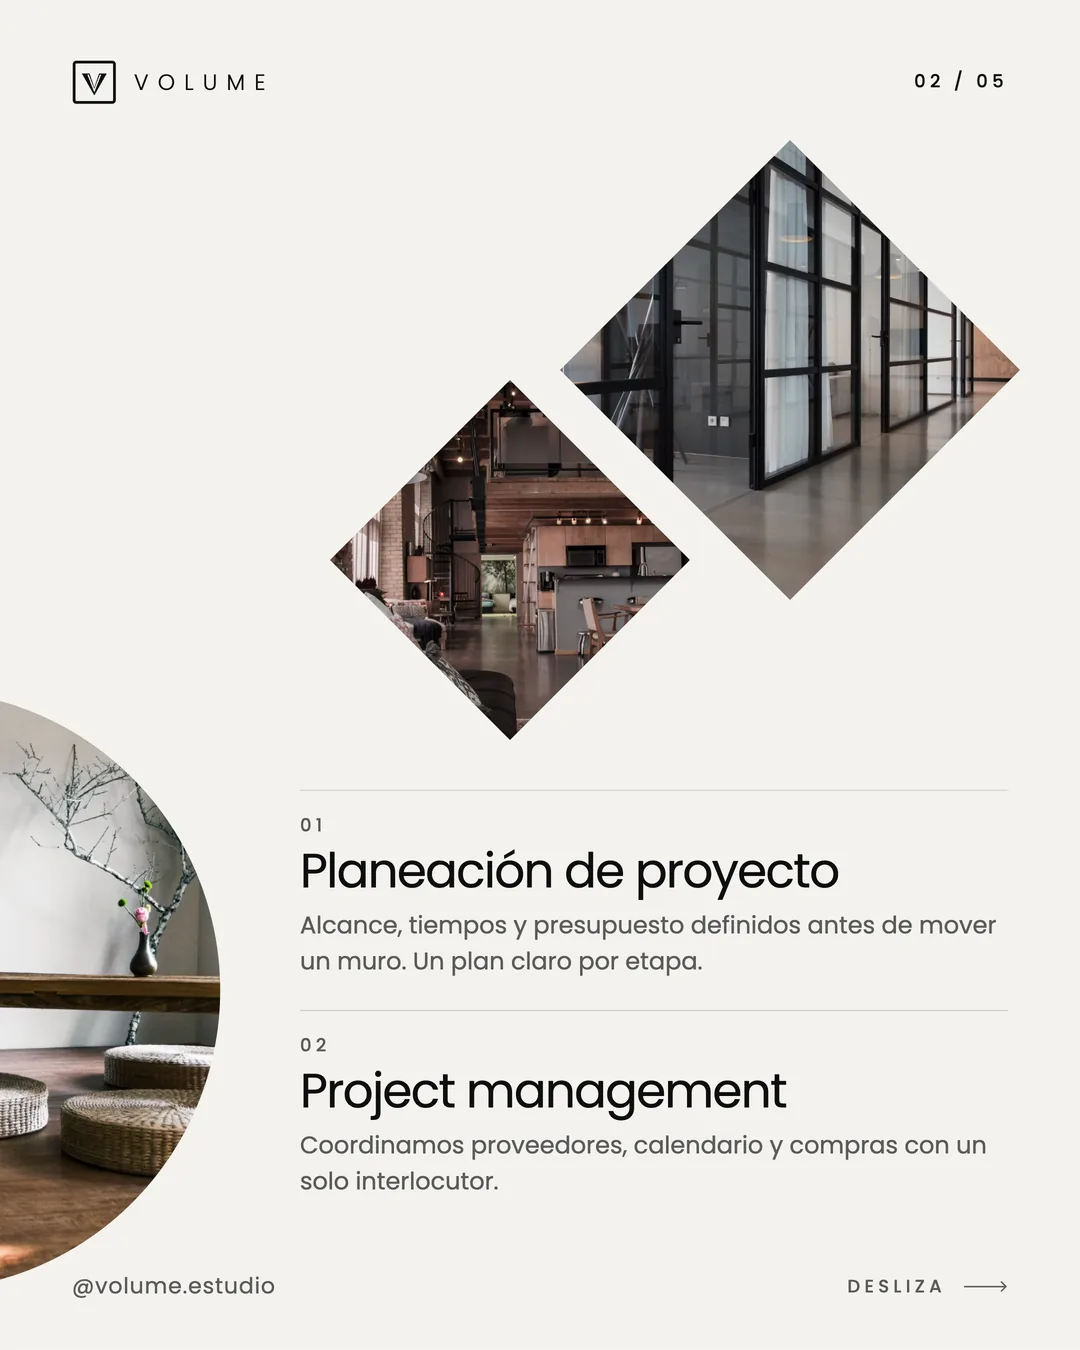 VOLUME
02 / 05
01
Planeación de proyecto
Alcance, tiempos y presupuesto definidos antes de mover
un muro. Un plan claro por etapa.
02
Project management
Coordinamos proveedores, calendario y compras con un
solo interlocutor.
@volume.estudio
DESLIZA